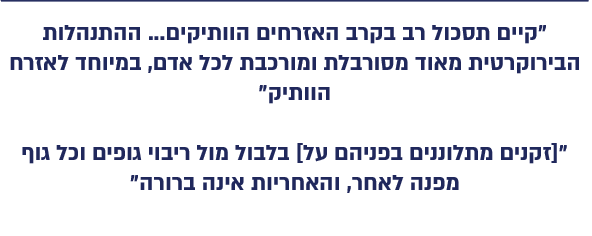 "קיים תסכול רב בקרב האזרחים הוותיקים... ההתנהלות
הבירוקרטית מאוד מסורבלת ומורכבת לכל אדם, במיוחד לאזרח
הוותיק"
"[זקנים מתלוננים בפניהם על] בלבול מול ריבוי גופים וכל גוף
מפנה לאחר, והאחריות אינה ברורה"